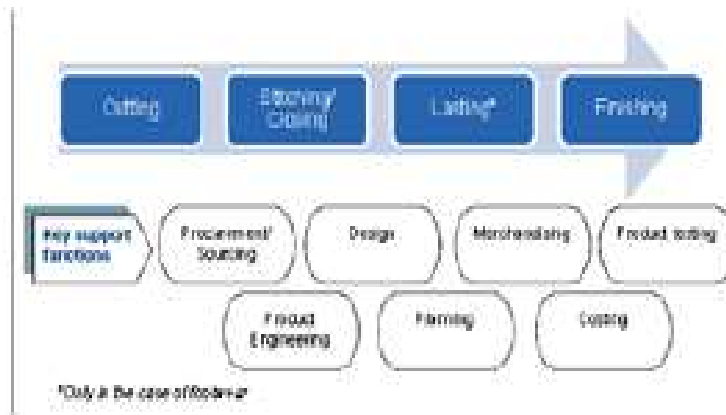 Cutting
Stitching/
Closing
Lasting*
Finishing
Key support
functions
Procurement/
Sourcing
Design
Merchandising
Product testing
Product
Engineering
Planning
Costing
*Only in the case of footwear